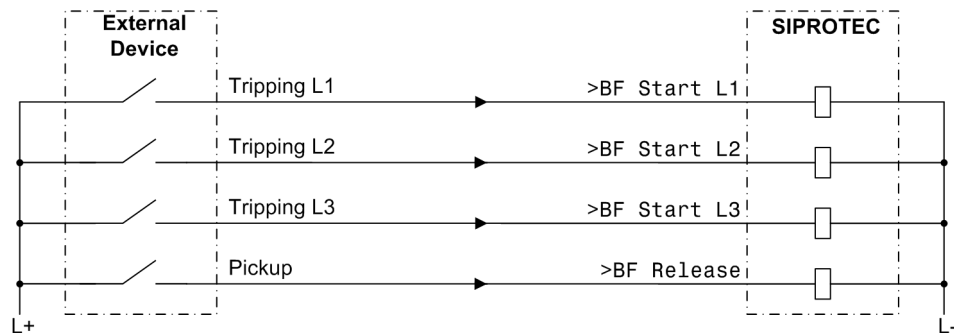 External
Device
SIPROTEC
Tripping L1
>BF Start L1
Tripping L2
>BF Start L2
Tripping L3
>BF Start L3
Pickup
>BF Release
L+
L-